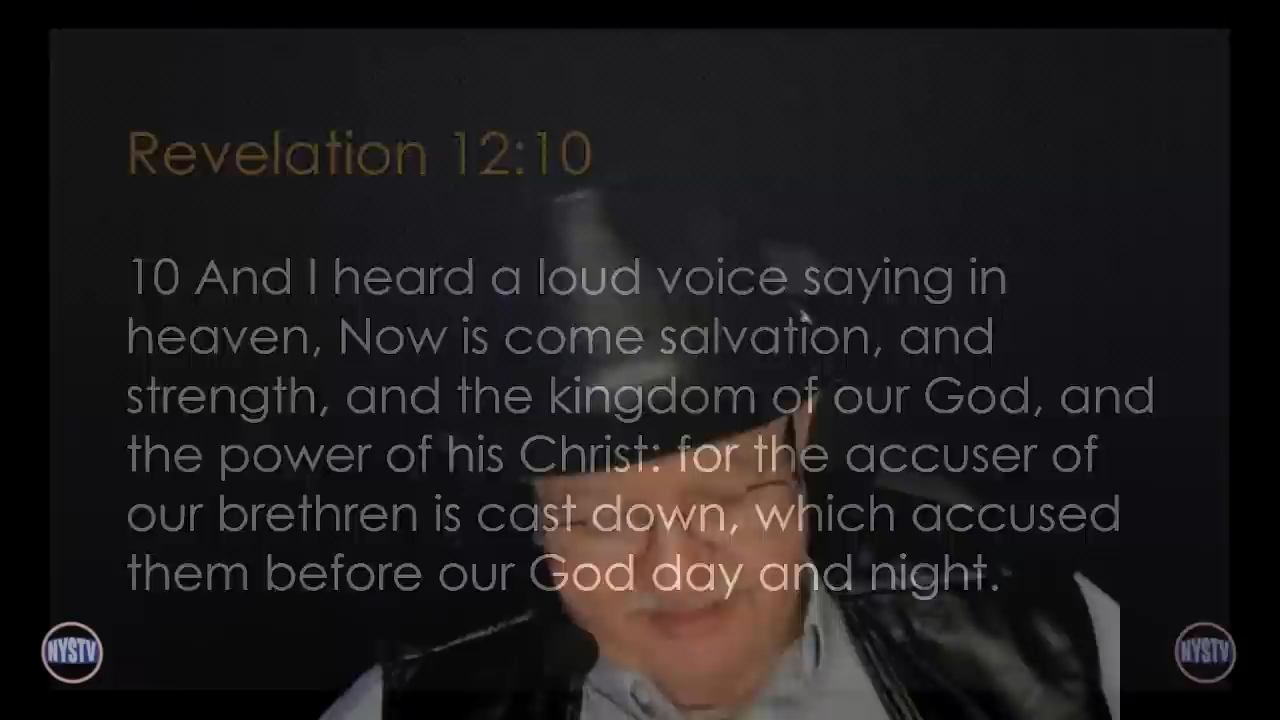 Revelation 12:10
10 And I heard a loud voice saying in
heaven, Now is come salvation, and
strength, and the kingdom of our God, and
the power of his Christ: for the accuser of
our brethren is cast down, which accused
them before our God day and night.
NYSTV
NYSTV